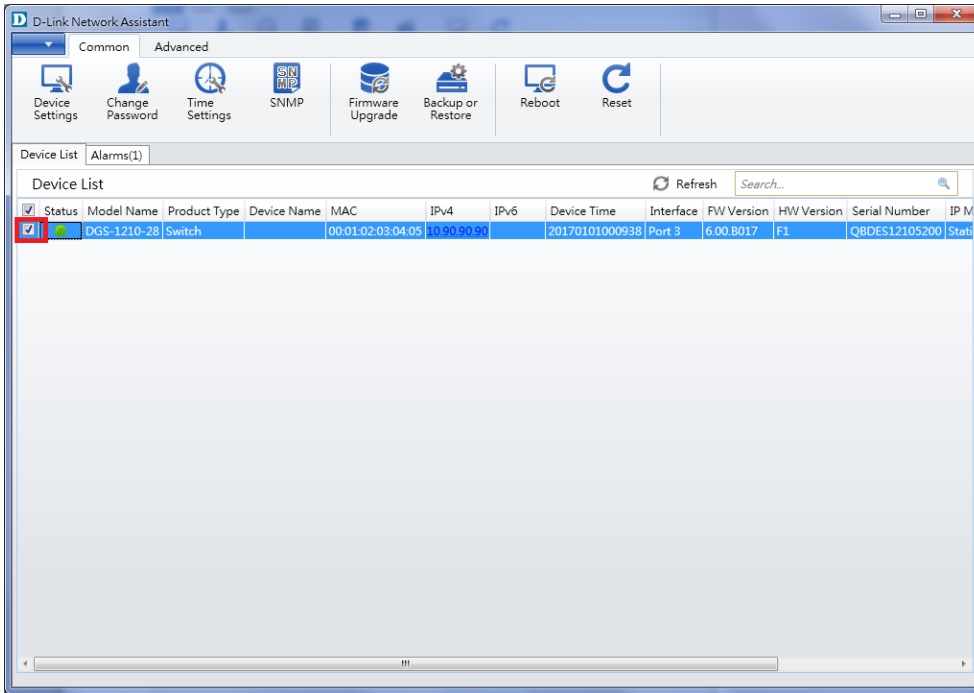 D D-Link Network Assistant
Common Advanced
Device Settings
Change Password
Time Settings
SNMP
SNMP
Firmware Upgrade
Backup or Restore
Reboot
Reset
Device List Alarms(1)
Device List Refresh Search...
Status Model Name Product Type Device Name MAC IPv4 IPv6 Device Time Interface FW Version HW Version Serial Number IP M
DGS-1210-28 Switch 00:01:02:03:04:05 10.90.90.90 20170101000938 Port 3 6.00.B017 F1 QBDES12105200 Stati